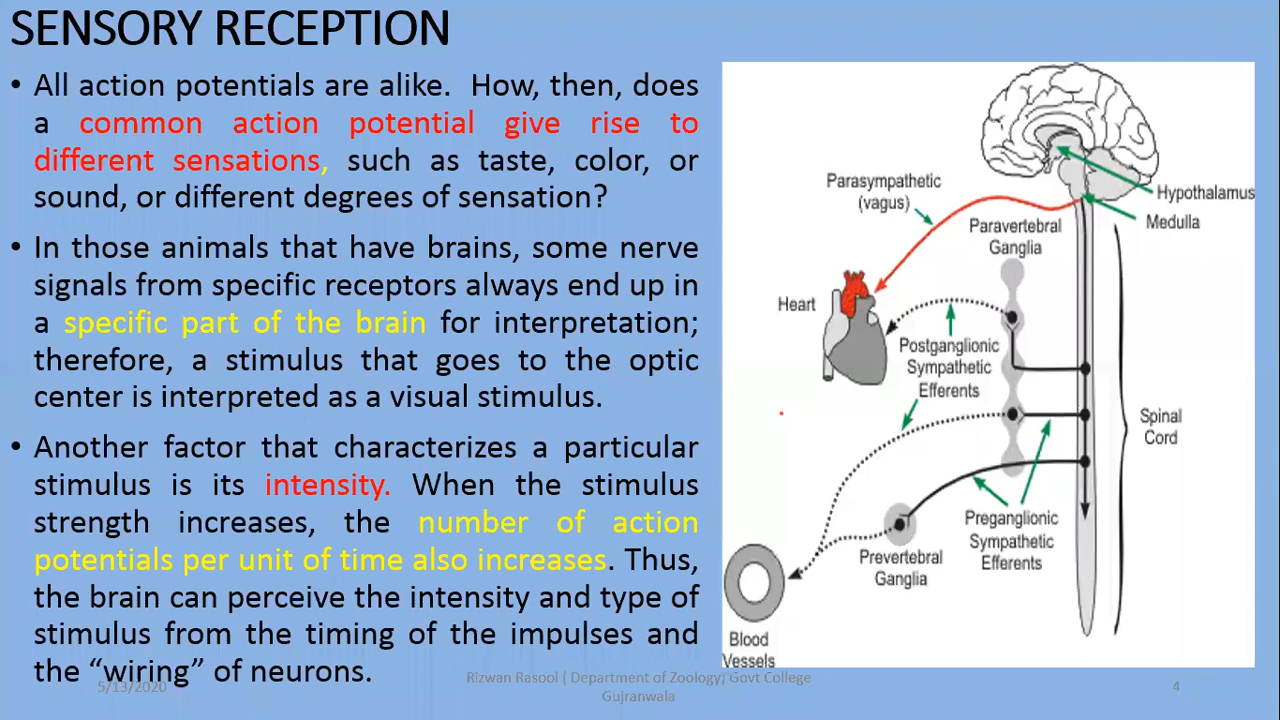 SENSORY RECEPTION
• All action potentials are alike. How, then, does
a common action potential give rise to
different sensations, such as taste, color, or
sound, or different degrees of sensation?
• In those animals that have brains, some nerve
signals from specific receptors always end up in
a specific part of the brain for interpretation;
therefore, a stimulus that goes to the optic
center is interpreted as a visual stimulus.
• Another factor that characterizes a particular
stimulus is its intensity. When the stimulus
strength increases, the number of action
potentials per unit of time also increases. Thus,
the brain can perceive the intensity and type of
stimulus from the timing of the impulses and
the “wiring” of neurons.
Parasympathetic
(vagus)
Hypothalamus
Medulla
Paravertebral
Ganglia
Heart
Postganglionic
Sympathetic
Efferents
Spinal
Cord
Preganglionic
Sympathetic
Efferents
Prevertebral
Ganglia
Blood
Vessels
5/13/2020
Rizwan Rasool ( Department of Zoology) Govt College
Gujranwala
4